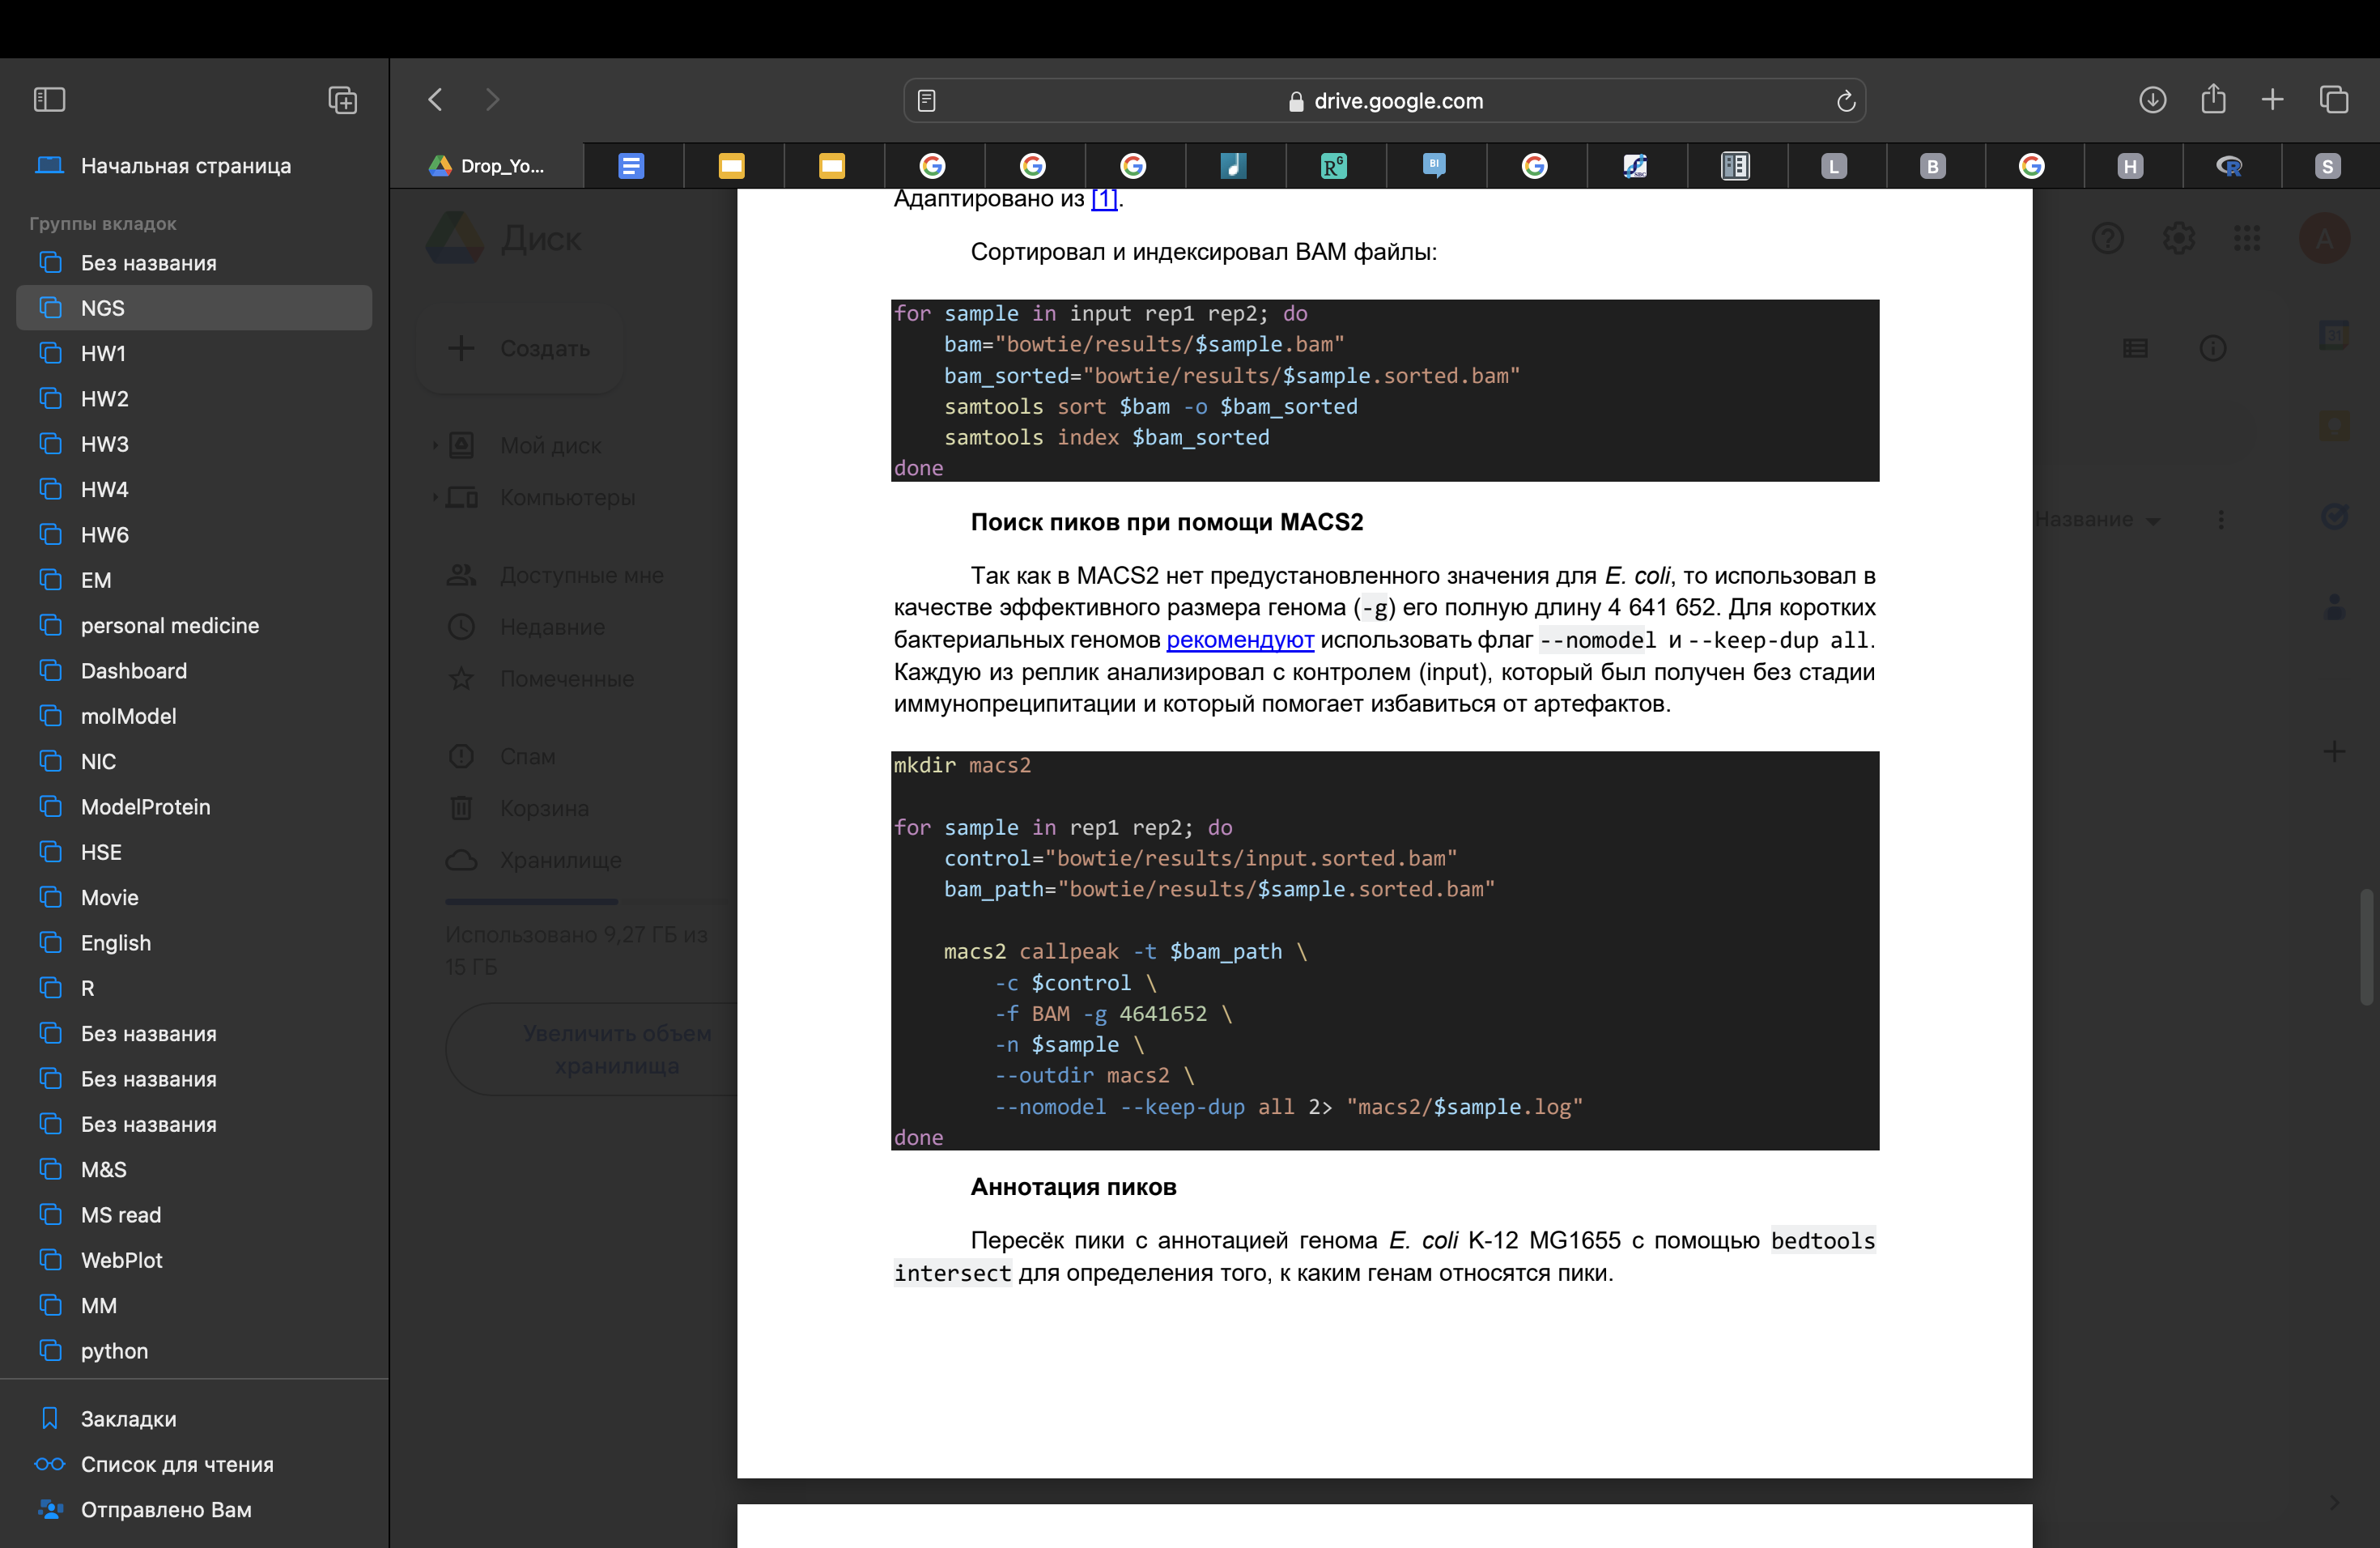 drive.google.com
Начальная страница
Группы вкладок
Без названия
NGS
HW1
HW2
HW3
HW4
HW6
EM
personal medicine
Dashboard
molModel
NIC
ModelProtein
HSE
Movie
English
R
Без названия
Без названия
Без названия
M&S
MS read
WebPlot
MM
python
Закладки
Список для чтения
Отправлено Вам
Drop_Yo...
RG
BI
L
B
H
R
S
Диск
Создать
Мой диск
Компьютеры
Доступные мне
Недавние
Помеченные
Спам
Корзина
Хранилище
Использовано 9,27 ГБ из
15 ГБ
Увеличить объем
хранилища
Адаптировано из [1].
Сортировал и индексировал BAM файлы:
for sample in input rep1 rep2; do
bam="bowtie/results/$sample.bam"
bam_sorted="bowtie/results/$sample.sorted.bam"
samtools sort $bam -o $bam_sorted
samtools index $bam_sorted
done
Поиск пиков при помощи MACS2
Так как в MACS2 нет предустановленного значения для E. coli, то использовал в
качестве эффективного размера генома (-g) его полную длину 4 641 652. Для коротких
бактериальных геномов рекомендуют использовать флаг --nomodel и --keep-dup all.
Каждую из реплик анализировал с контролем (input), который был получен без стадии
иммунопреципитации и который помогает избавиться от артефактов.
mkdir macs2
for sample in rep1 rep2; do
control="bowtie/results/input.sorted.bam"
bam_path="bowtie/results/$sample.sorted.bam"
macs2 callpeak -t $bam_path \
-c $control \
-f BAM -g 4641652 \
-n $sample \
--outdir macs2 \
--nomodel --keep-dup all 2> "macs2/$sample.log"
done
Аннотация пиков
Пересёк пики с аннотацией генома E. coli K-12 MG1655 с помощью bedtools
intersect для определения того, к каким генам относятся пики.
A
31
Название